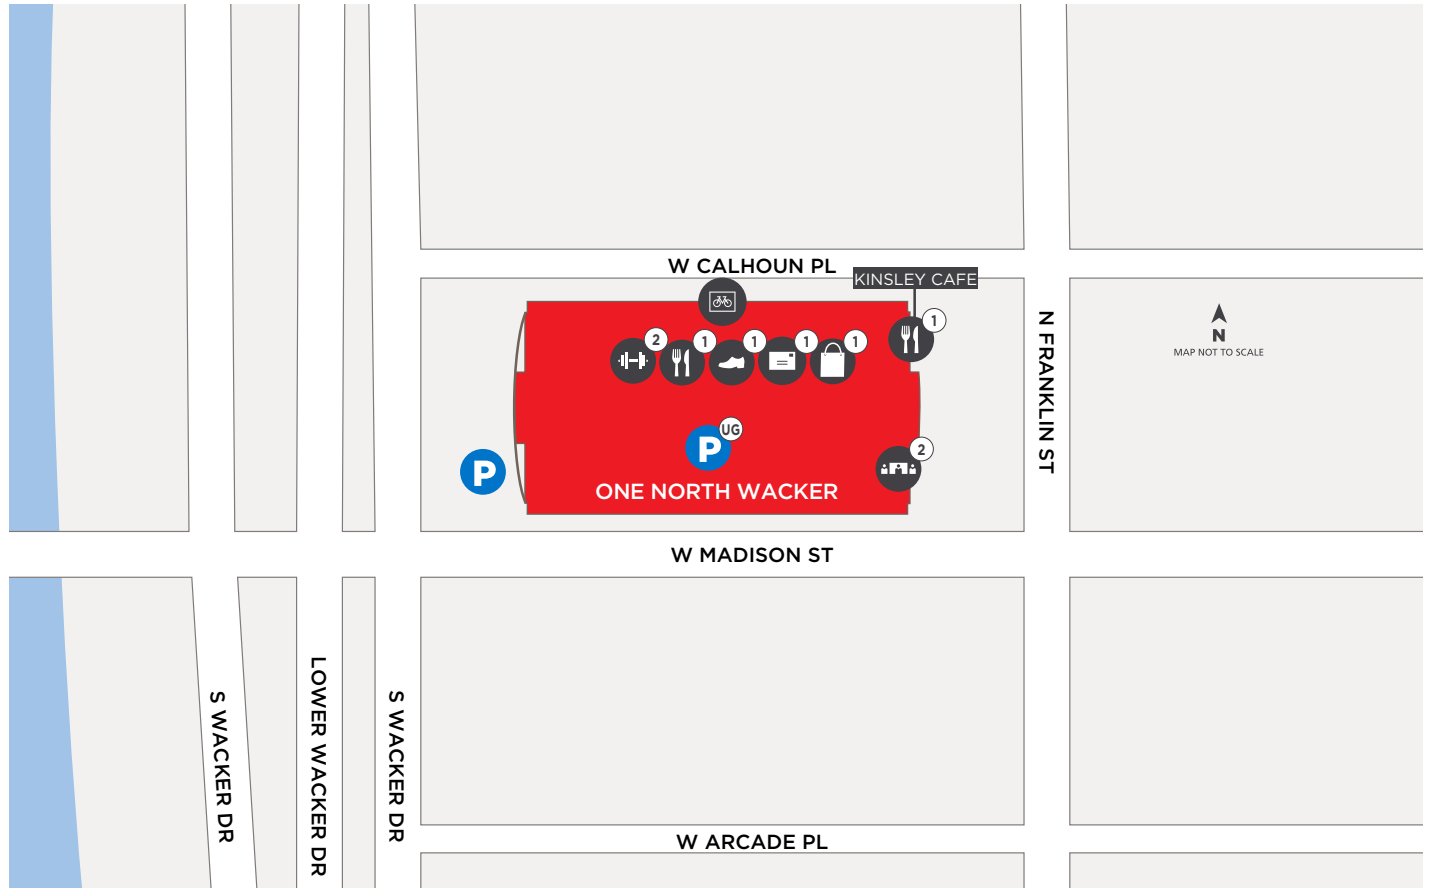 W CALHOUN PL
KINSLEY CAFE
2
1
1
1
1
1
N FRANKLIN ST
N
MAP NOT TO SCALE
P
UG
P
2
ONE NORTH WACKER
W MADISON ST
S WACKER DR
LOWER WACKER DR
S WACKER DR
W ARCADE PL